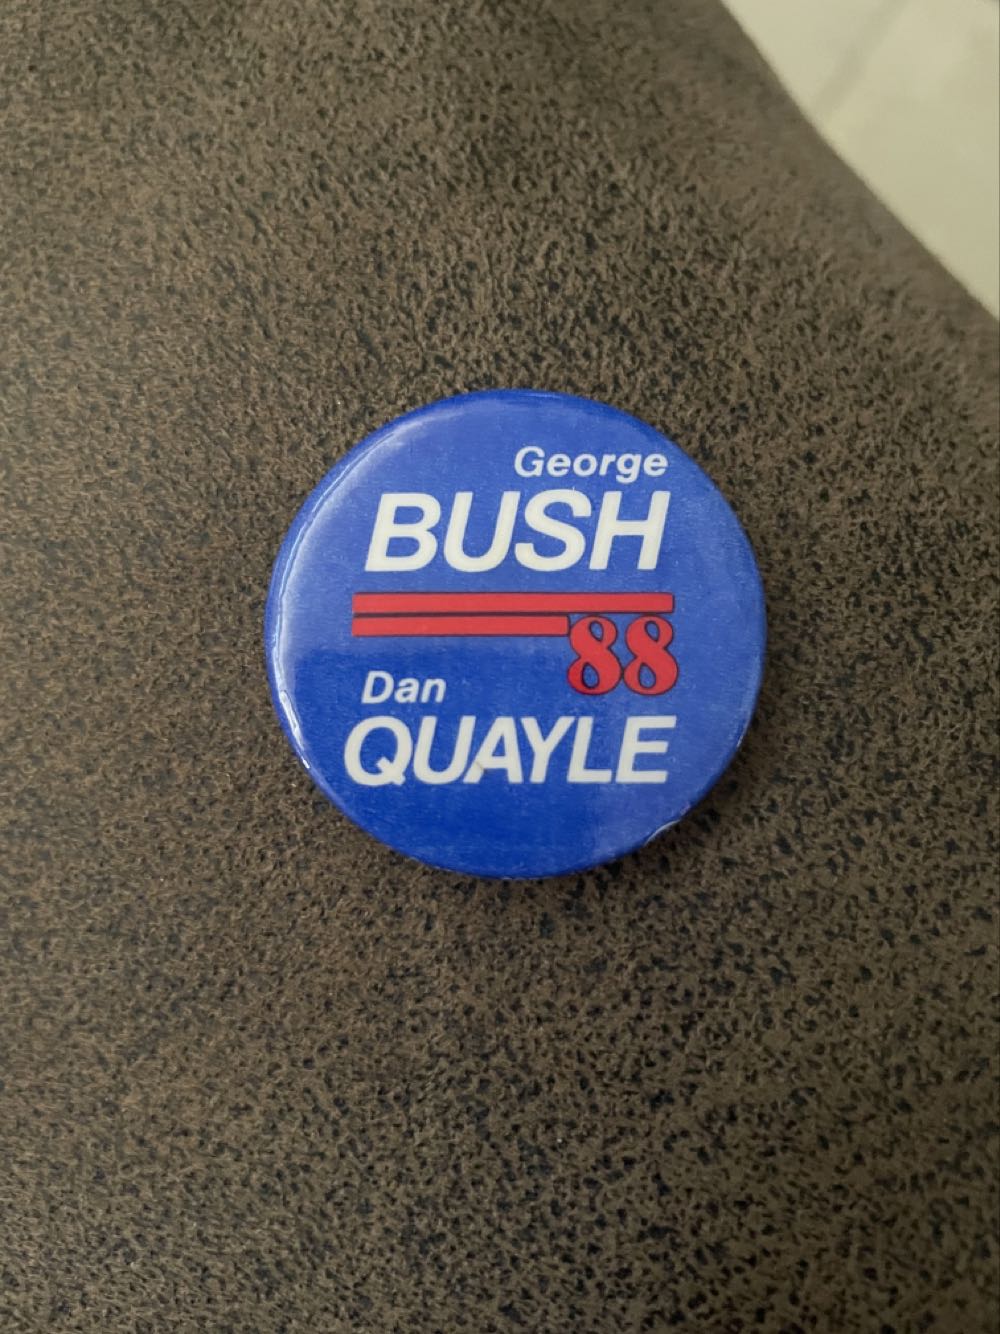 George
BUSH
88
Dan
QUAYLE